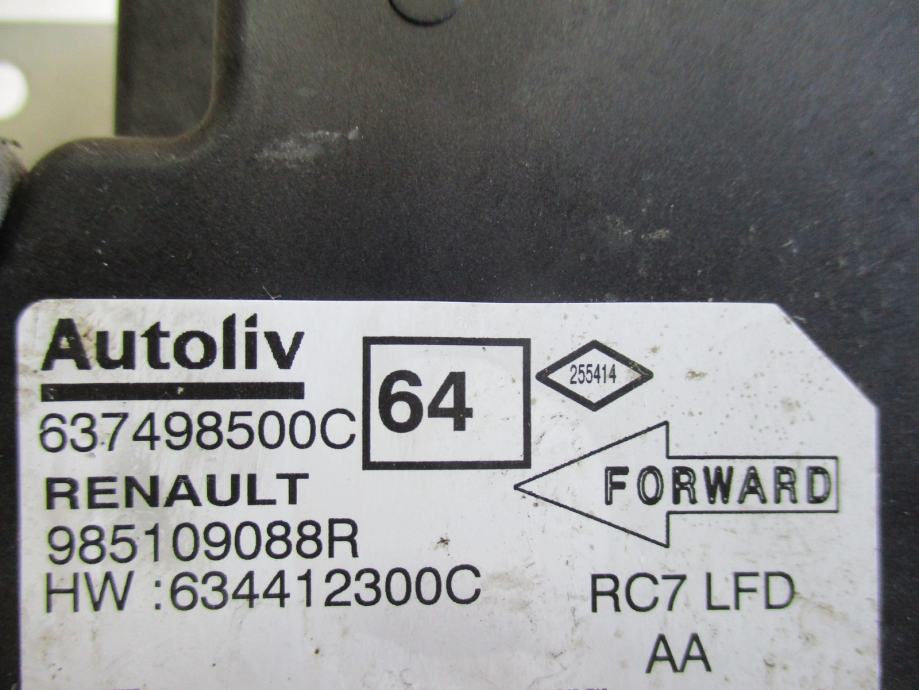 Autoliv
64
255414
637498500C
RENAULT
FORWARD
985109088R
HW :634412300C
RC7 LFD
AA